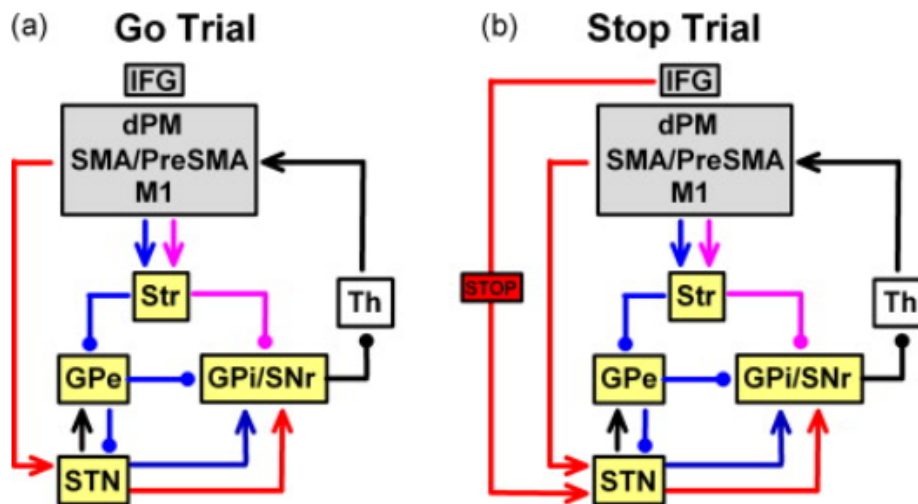 (a) Go Trial
IFG
dPM
SMA/PreSMA
M1
Str
Th
GPe
GPi/SNr
STN
(b) Stop Trial
IFG
dPM
SMA/PreSMA
M1
STOP
Str
Th
GPe
GPi/SNr
STN